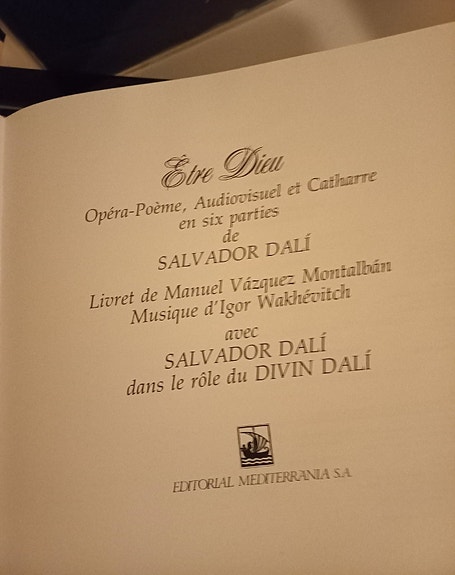 Être Dieu
Opéra-Poème, Audiovisuel et Catharre
en six parties
de
SALVADOR DALÍ
Livret de Manuel Vázquez Montalbán
Musique d'Igor Wakhévitch
avec
SALVADOR DALÍ
dans le rôle du DIVIN DALÍ
EDITORIAL MEDITERRÀNIA S.A.